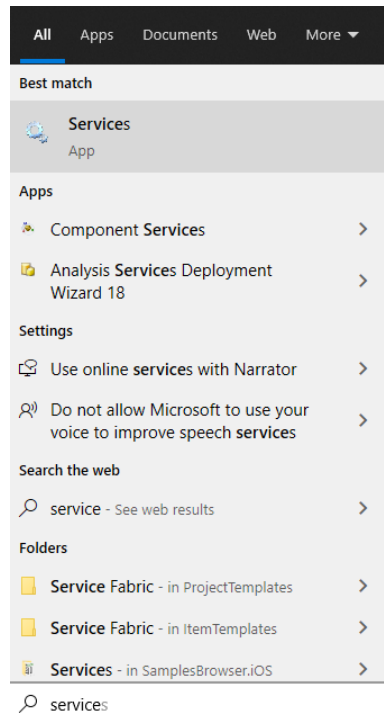 All Apps Documents Web More
Best match
Services
App
Apps
Component Services
Analysis Services Deployment
Wizard 18
Settings
Use online services with Narrator
Do not allow Microsoft to use your
voice to improve speech services
Search the web
service - See web results
Folders
Service Fabric - in ProjectTemplates
Service Fabric - in ItemTemplates
Services - in SamplesBrowser.iOS
services